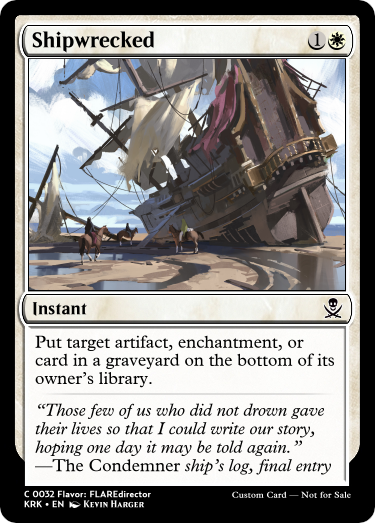 Shipwrecked 1
Instant
Put target artifact, enchantment, or
card in a graveyard on the bottom of its
owner’s library.
“Those few of us who did not drown gave
their lives so that I could write our story,
hoping one day it may be told again.”
—The Condemner ship’s log, final entry
C 0032 Flavor: FLAREdirector
KRK • EN Kevin Harger
Custom Card — Not for Sale